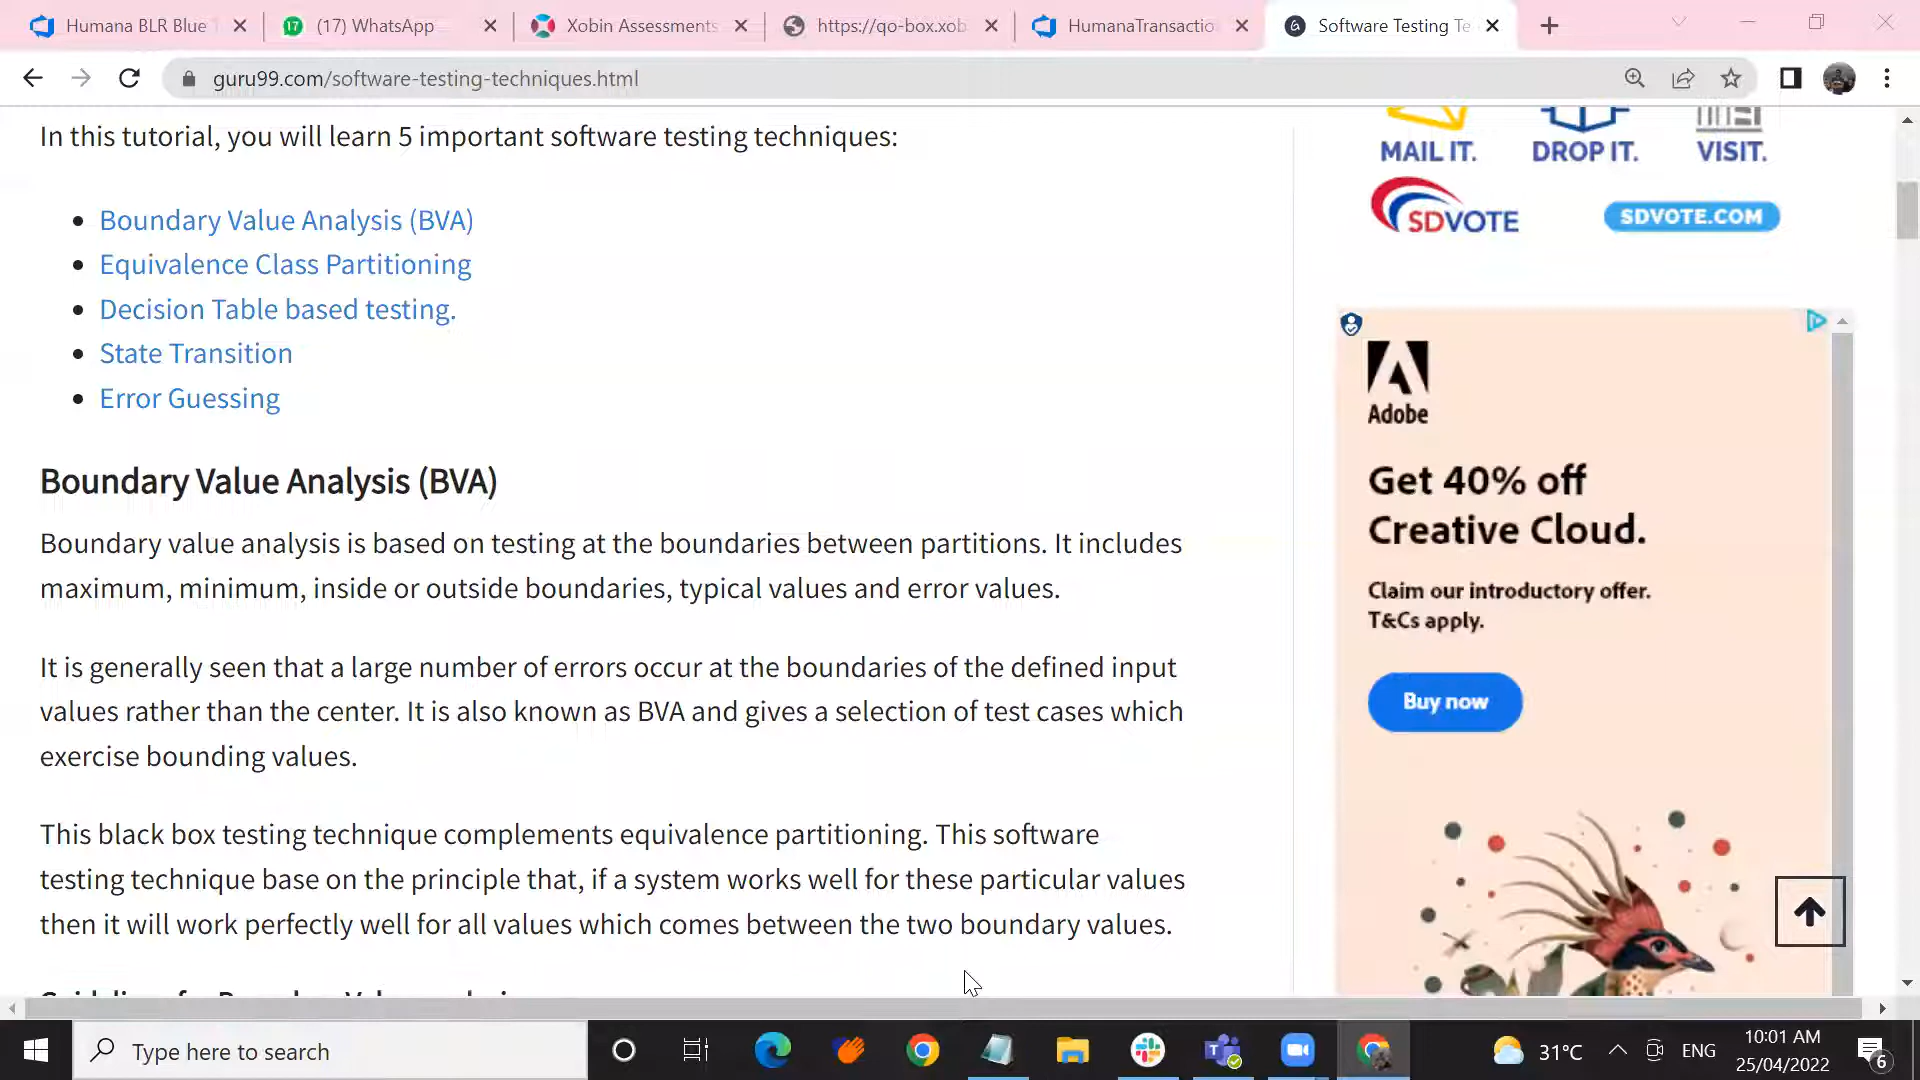 Humana BLR Blue T
(17) WhatsApp
Xobin Assessments
https://qo-box.xob
HumanaTransactio
Software Testing Te
guru99.com/software-testing-techniques.html
In this tutorial, you will learn 5 important software testing techniques:
Boundary Value Analysis (BVA)
Equivalence Class Partitioning
Decision Table based testing.
State Transition
Error Guessing
Boundary Value Analysis (BVA)
Boundary value analysis is based on testing at the boundaries between partitions. It includes
maximum, minimum, inside or outside boundaries, typical values and error values.
It is generally seen that a large number of errors occur at the boundaries of the defined input
values rather than the center. It is also known as BVA and gives a selection of test cases which
exercise bounding values.
This black box testing technique complements equivalence partitioning. This software
testing technique base on the principle that, if a system works well for these particular values
then it will work perfectly well for all values which comes between the two boundary values.
MAIL IT. DROP IT. VISIT.
SDVOTE SDVOTE.COM
Adobe
Get 40% off
Creative Cloud.
Claim our introductory offer.
T&Cs apply.
Buy now
Type here to search
31°C
ENG
10:01 AM
25/04/2022
6